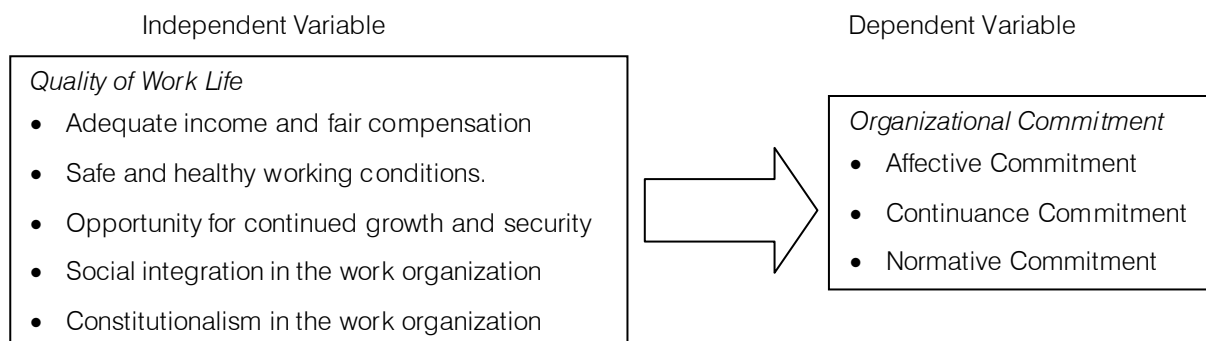 Independent Variable
Dependent Variable
Quality of Work Life
• Adequate income and fair compensation
• Safe and healthy working conditions.
• Opportunity for continued growth and security
• Social integration in the work organization
• Constitutionalism in the work organization
Organizational Commitment
• Affective Commitment
• Continuance Commitment
• Normative Commitment